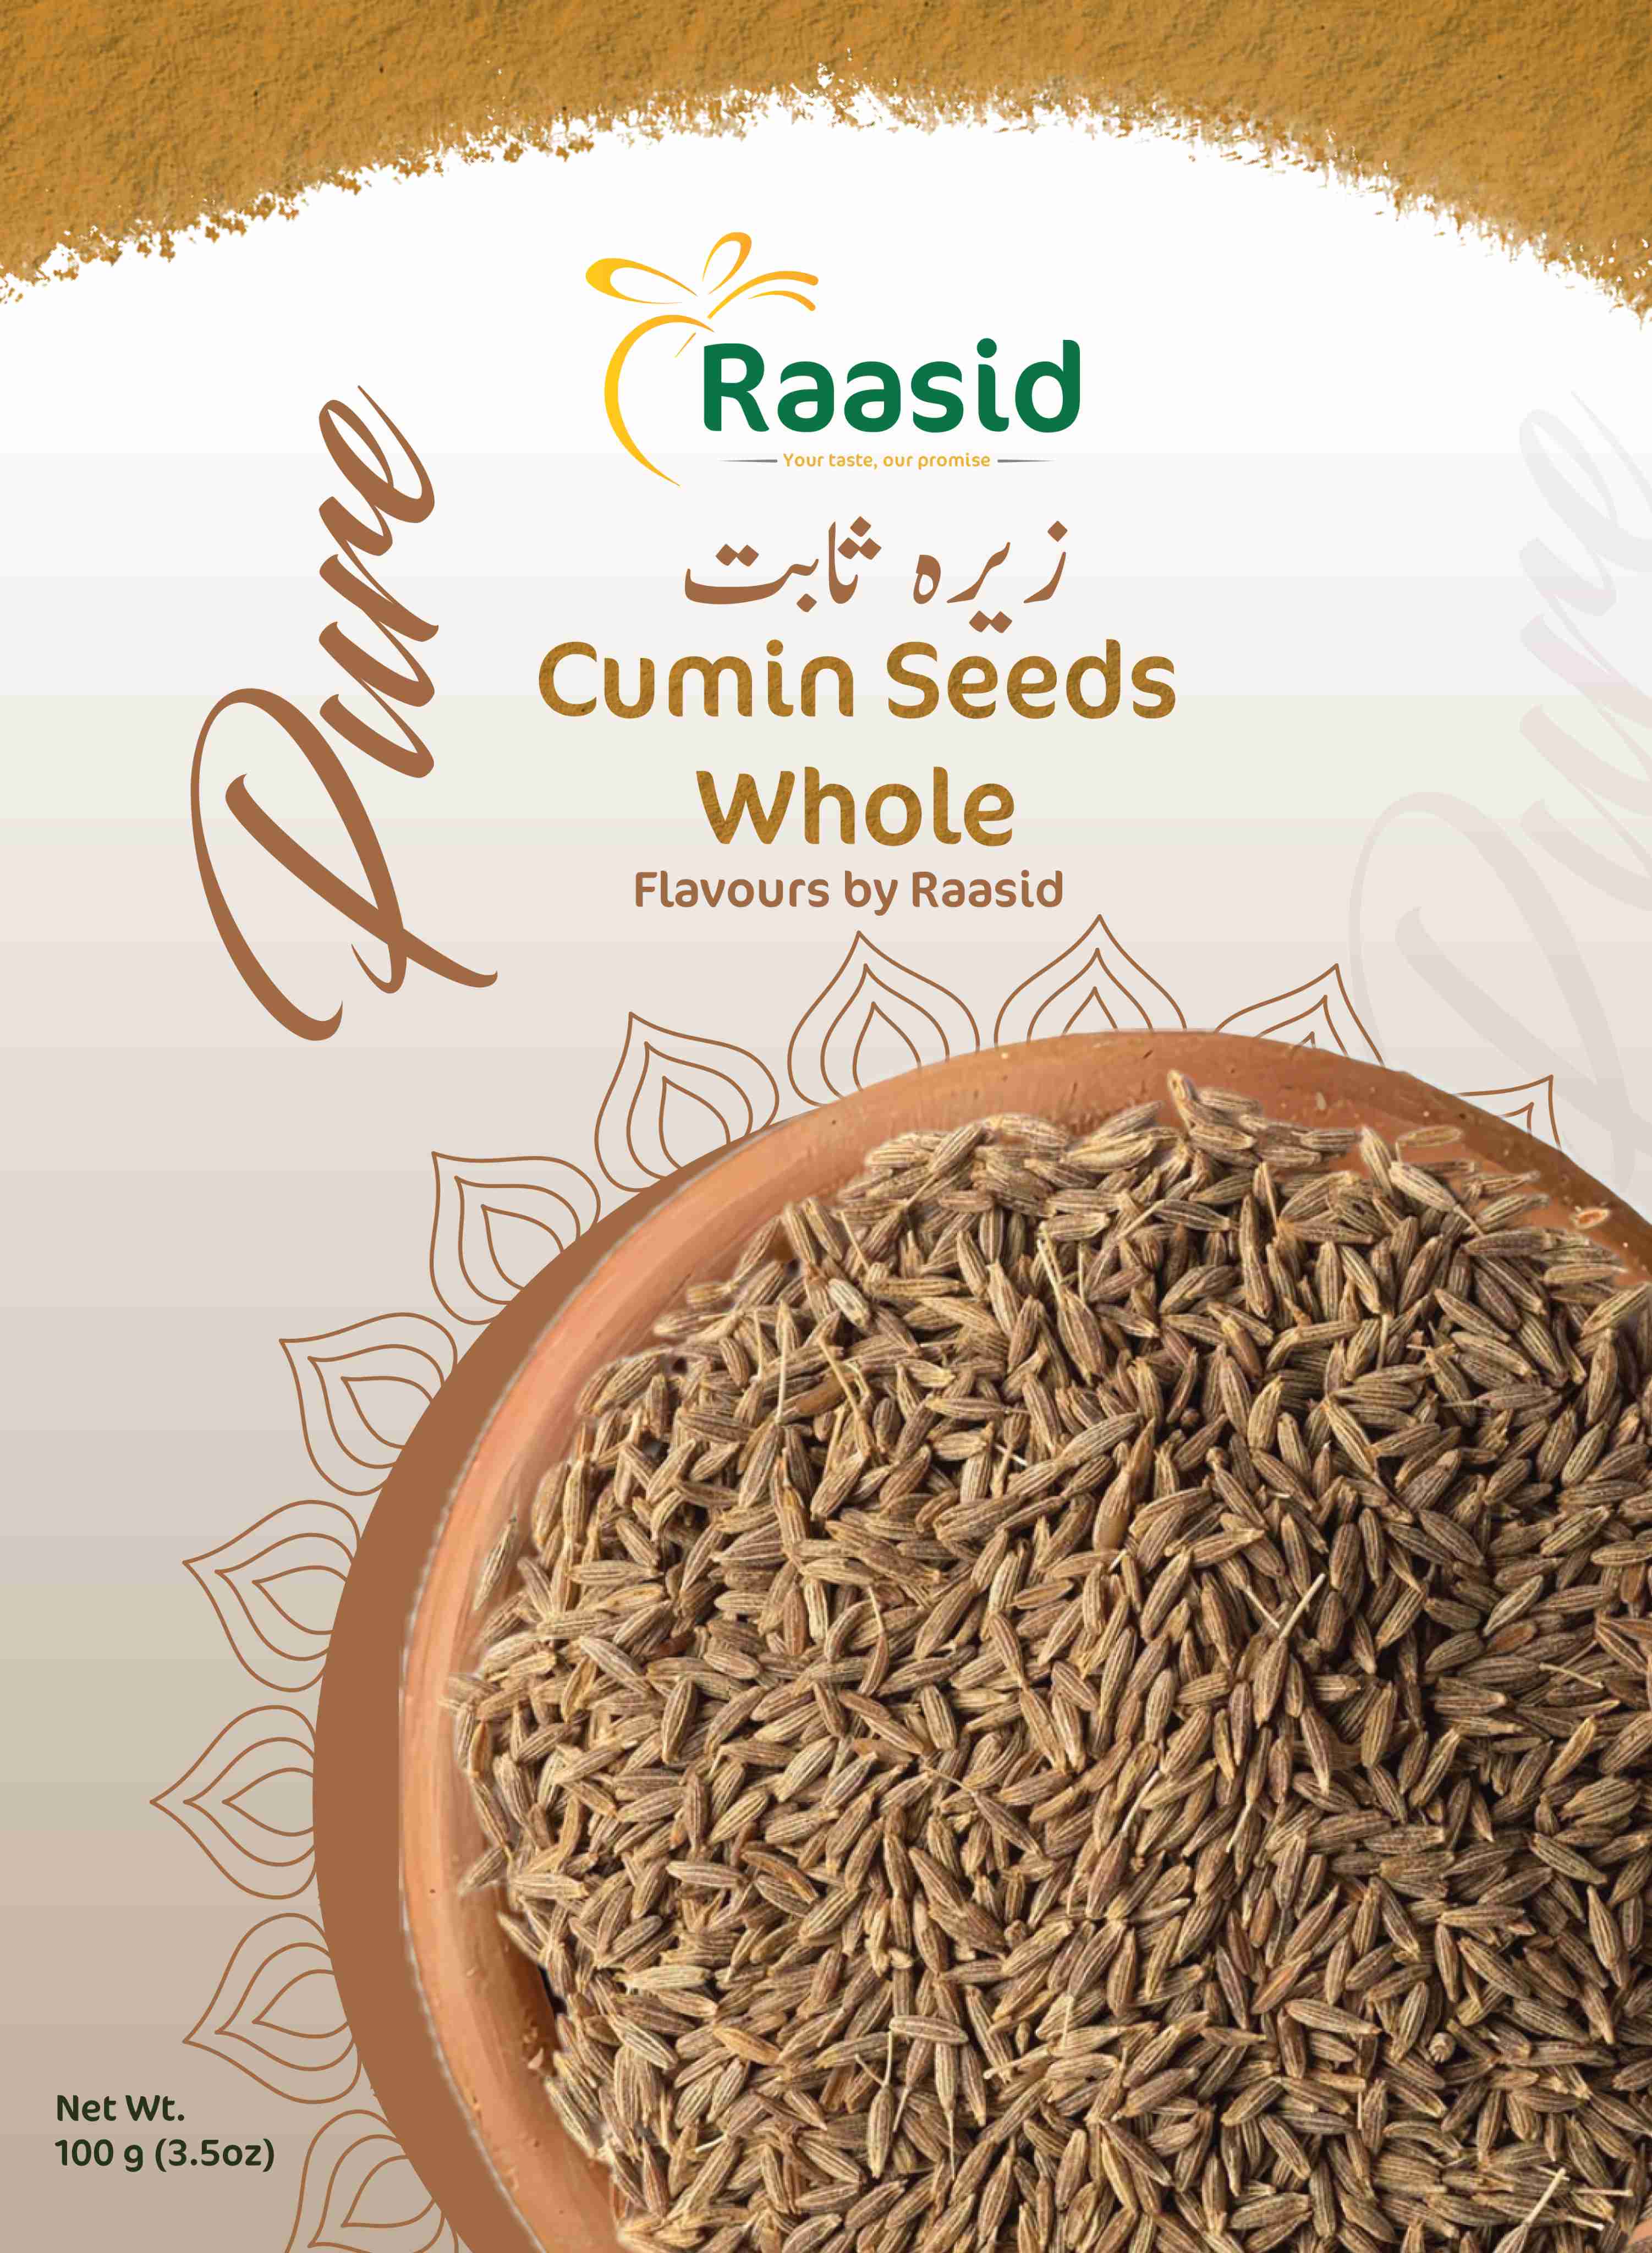 Raasid
Your taste, our promise
Pure
زیرہ ثابت
Cumin Seeds
Whole
Flavours by Raasid
Pure
Net Wt.
100 g (3.5oz)